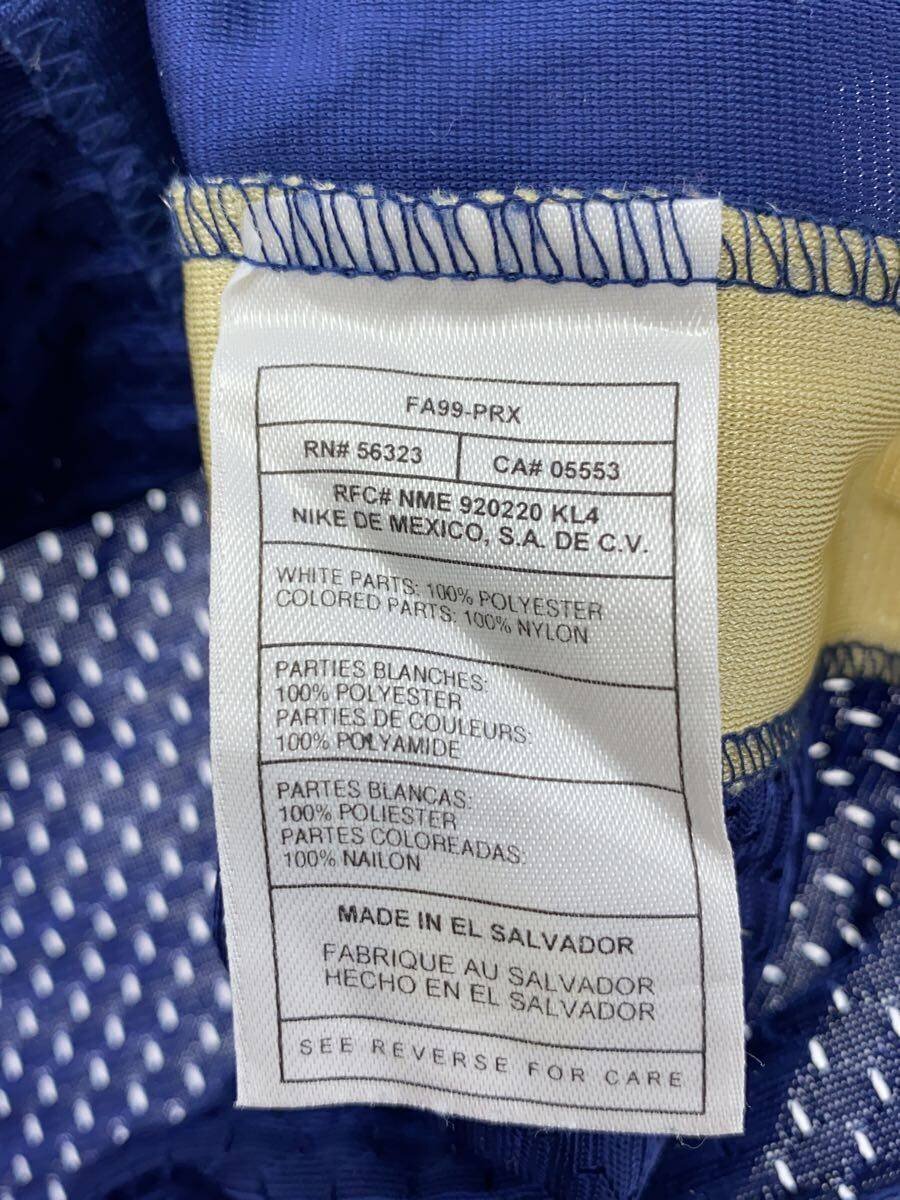 FA99-PRX
RN# 56323
CA# 05553
RFC# NME 920220 KL4
NIKE DE MEXICO, S.A. DE C.V.
WHITE PARTS: 100% POLYESTER
COLORED PARTS: 100% NYLON
PARTIES BLANCHES:
100% POLYESTER
PARTIES DE COULEURS:
100% POLYAMIDE
PARTES BLANCAS:
100% POLIESTER
PARTES COLOREADAS:
100% NAILON
MADE IN EL SALVADOR
FABRIQUE AU SALVADOR
HECHO EN EL SALVADOR
SEE REVERSE FOR CARE